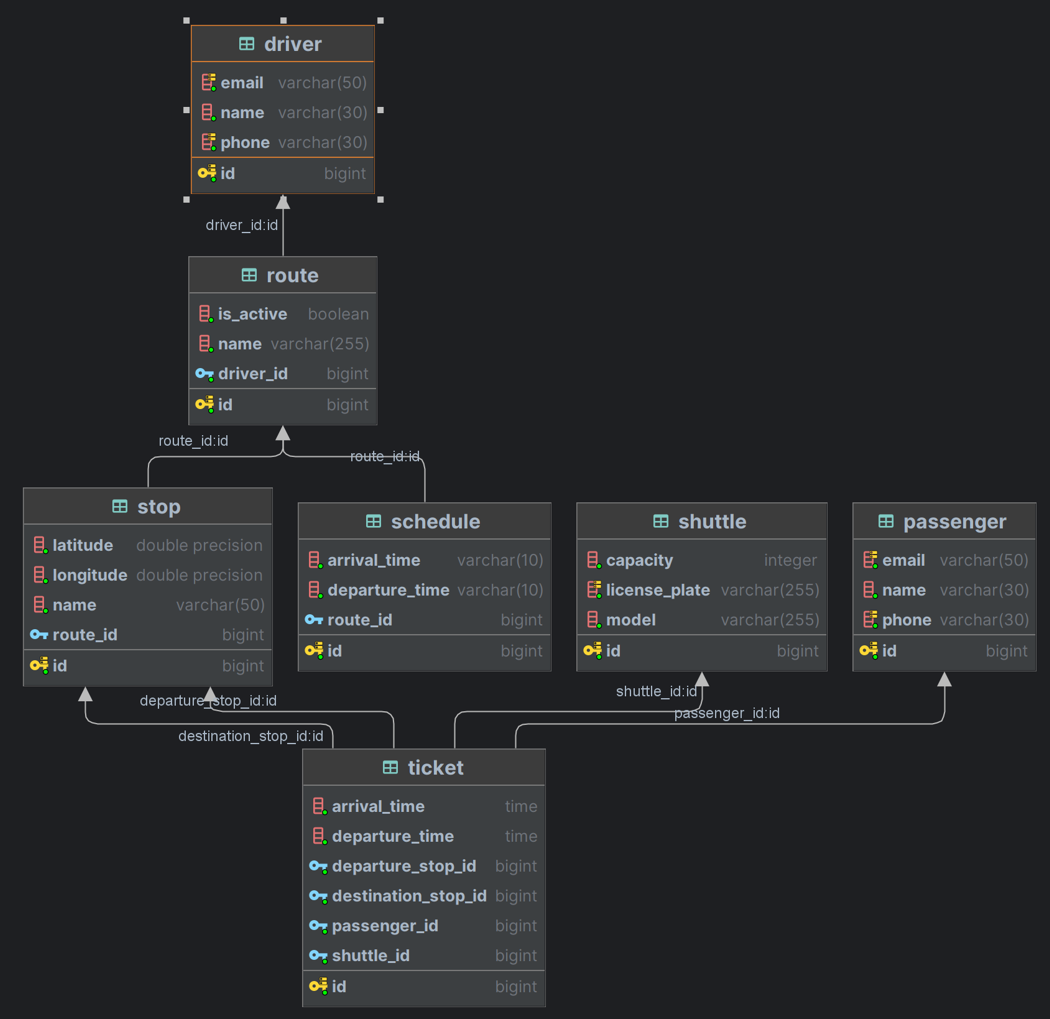 driver
email varchar(50)
name varchar(30)
phone varchar(30)
id bigint
driver_id:id
route
is_active boolean
name varchar(255)
driver_id bigint
id bigint
route_id:id
route_id:id
stop
latitude double precision
longitude double precision
name varchar(50)
route_id bigint
id bigint
schedule
arrival_time varchar(10)
departure_time varchar(10)
route_id bigint
id bigint
shuttle
capacity integer
license_plate varchar(255)
model varchar(255)
id bigint
passenger
email varchar(50)
name varchar(30)
phone varchar(30)
id bigint
departure_stop_id:id
destination_stop_id:id
shuttle_id:id
passenger_id:id
ticket
arrival_time time
departure_time time
departure_stop_id bigint
destination_stop_id bigint
passenger_id bigint
shuttle_id bigint
id bigint